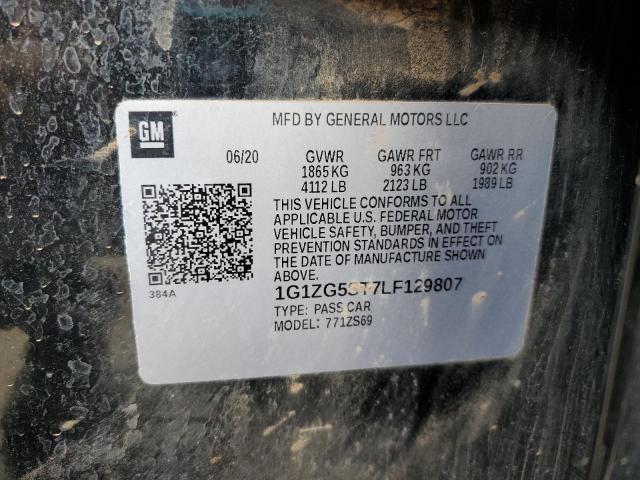 GM
MFD BY GENERAL MOTORS LLC
06/20 GVWR GAWR FRT GAWR RR
1865 KG 963 KG 902 KG
4112 LB 2123 LB 1989 LB
THIS VEHICLE CONFORMS TO ALL
APPLICABLE U.S. FEDERAL MOTOR
VEHICLE SAFETY, BUMPER, AND THEFT
PREVENTION STANDARDS IN EFFECT ON
THE DATE OF MANUFACTURE SHOWN
ABOVE.
384A
1G1ZG5ST7LF129807
TYPE: PASS CAR
MODEL: 771ZS69